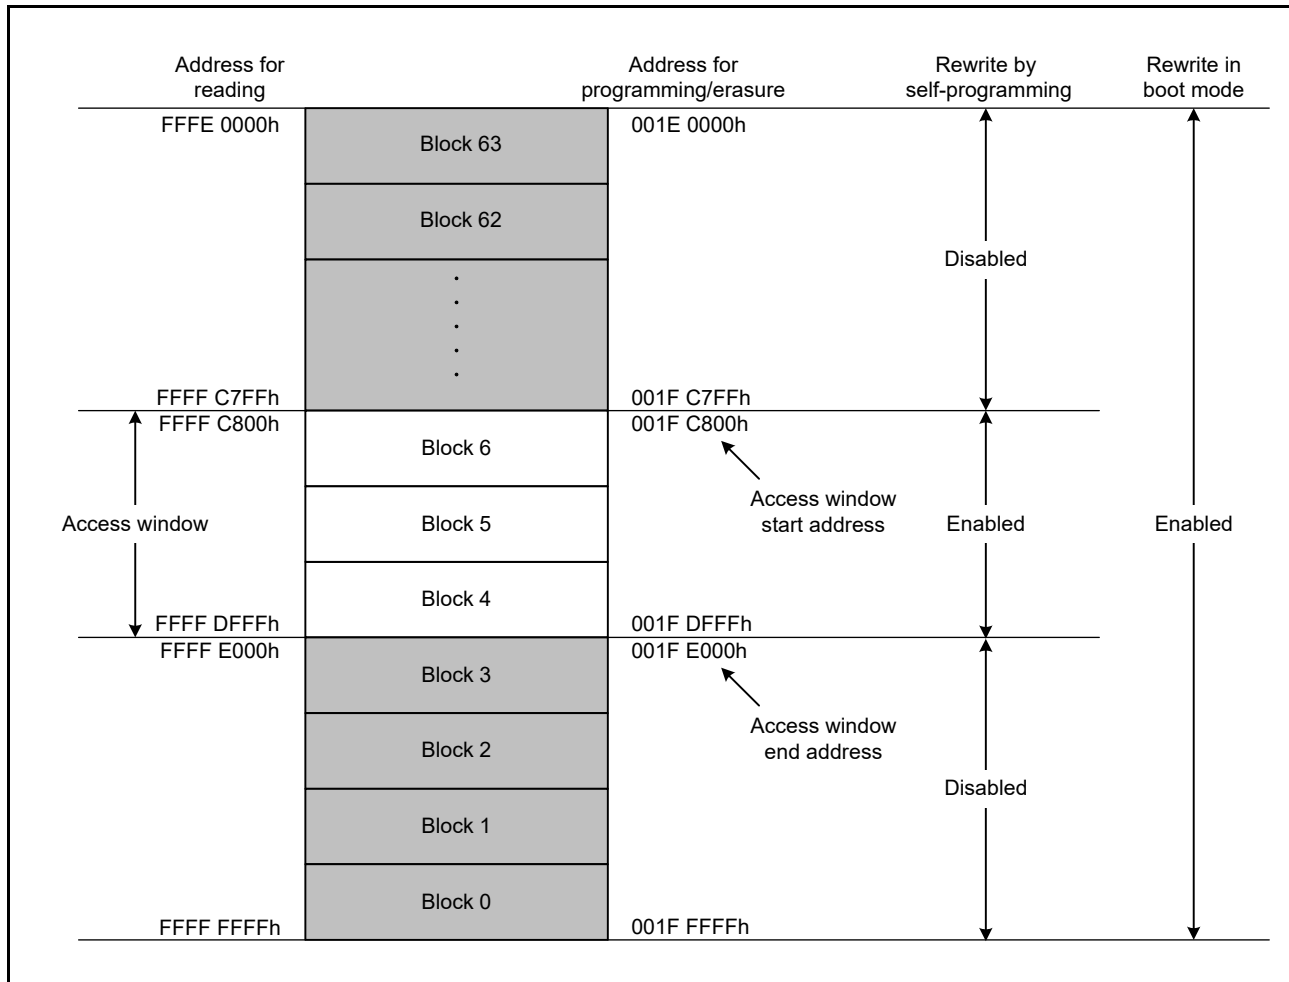 Address for
reading
Address for
programming/erasure
Rewrite by
self-programming
Rewrite in
boot mode
FFFE 0000h
001E 0000h
Block 63
Block 62
Disabled
FFFF C7FFh
001F C7FFh
FFFF C800h
001F C800h
Block 6
Access window
start address
Access window
Block 5
Enabled
Enabled
Block 4
FFFF DFFFh
001F DFFFh
FFFF E000h
001F E000h
Block 3
Access window
end address
Block 2
Disabled
Block 1
Block 0
FFFF FFFFh
001F FFFFh